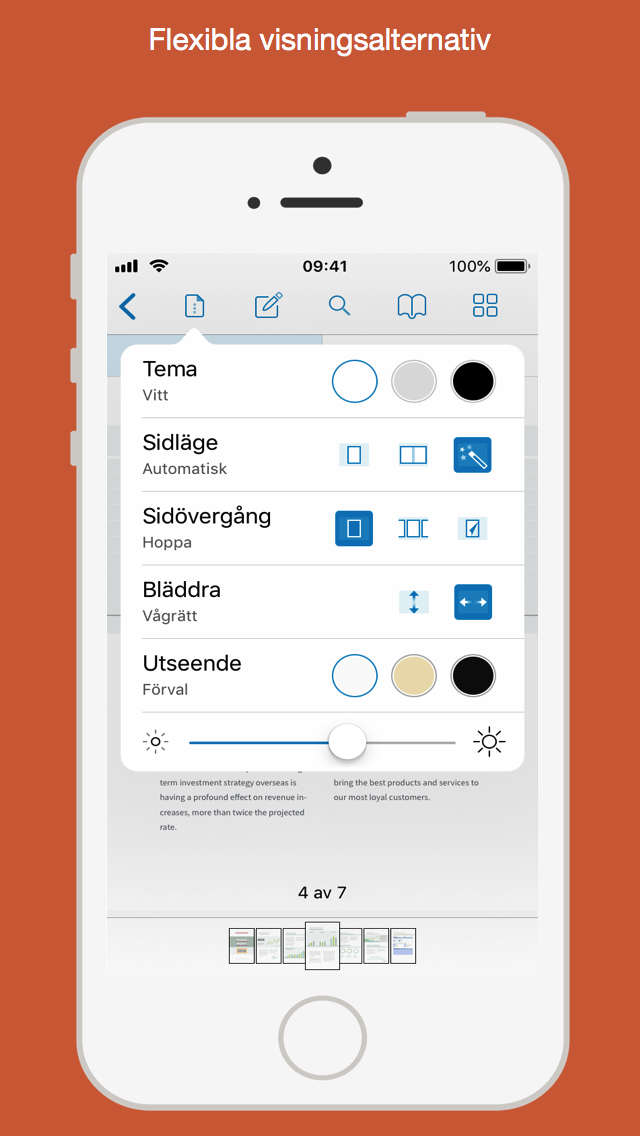 Flexibla visningsalternativ
09:41
100%
Tema
Vitt
Sidläge
Automatisk
Sidövergång
Hoppa
Bläddra
Vågrätt
Utseende
Förval
term investment strategy overseas is
having a profound effect on revenue in-
creases, more than twice the projected
rate.
bring the best products and services to
our most loyal customers.
4 av 7